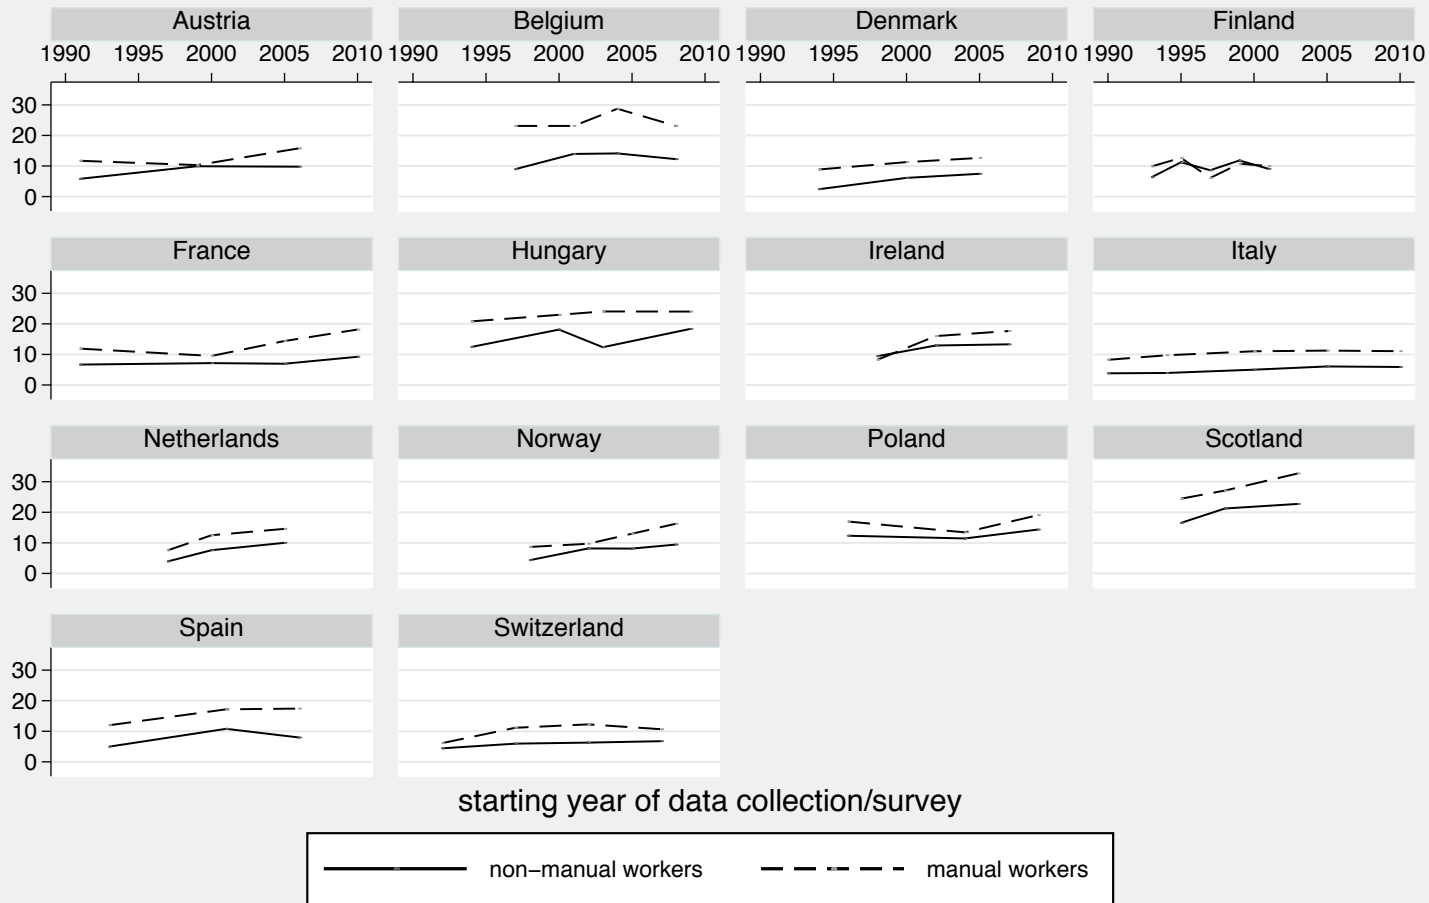 Austria Belgium Denmark Finland
1990 1995 2000 2005 2010 1990 1995 2000 2005 2010 1990 1995 2000 2005 2010 1990 1995 2000 2005 2010
30
20
10
0
France Hungary Ireland Italy
30
20
10
0
Netherlands Norway Poland Scotland
30
20
10
0
Spain Switzerland
30
20
10
0
starting year of data collection/survey
non−manual workers manual workers